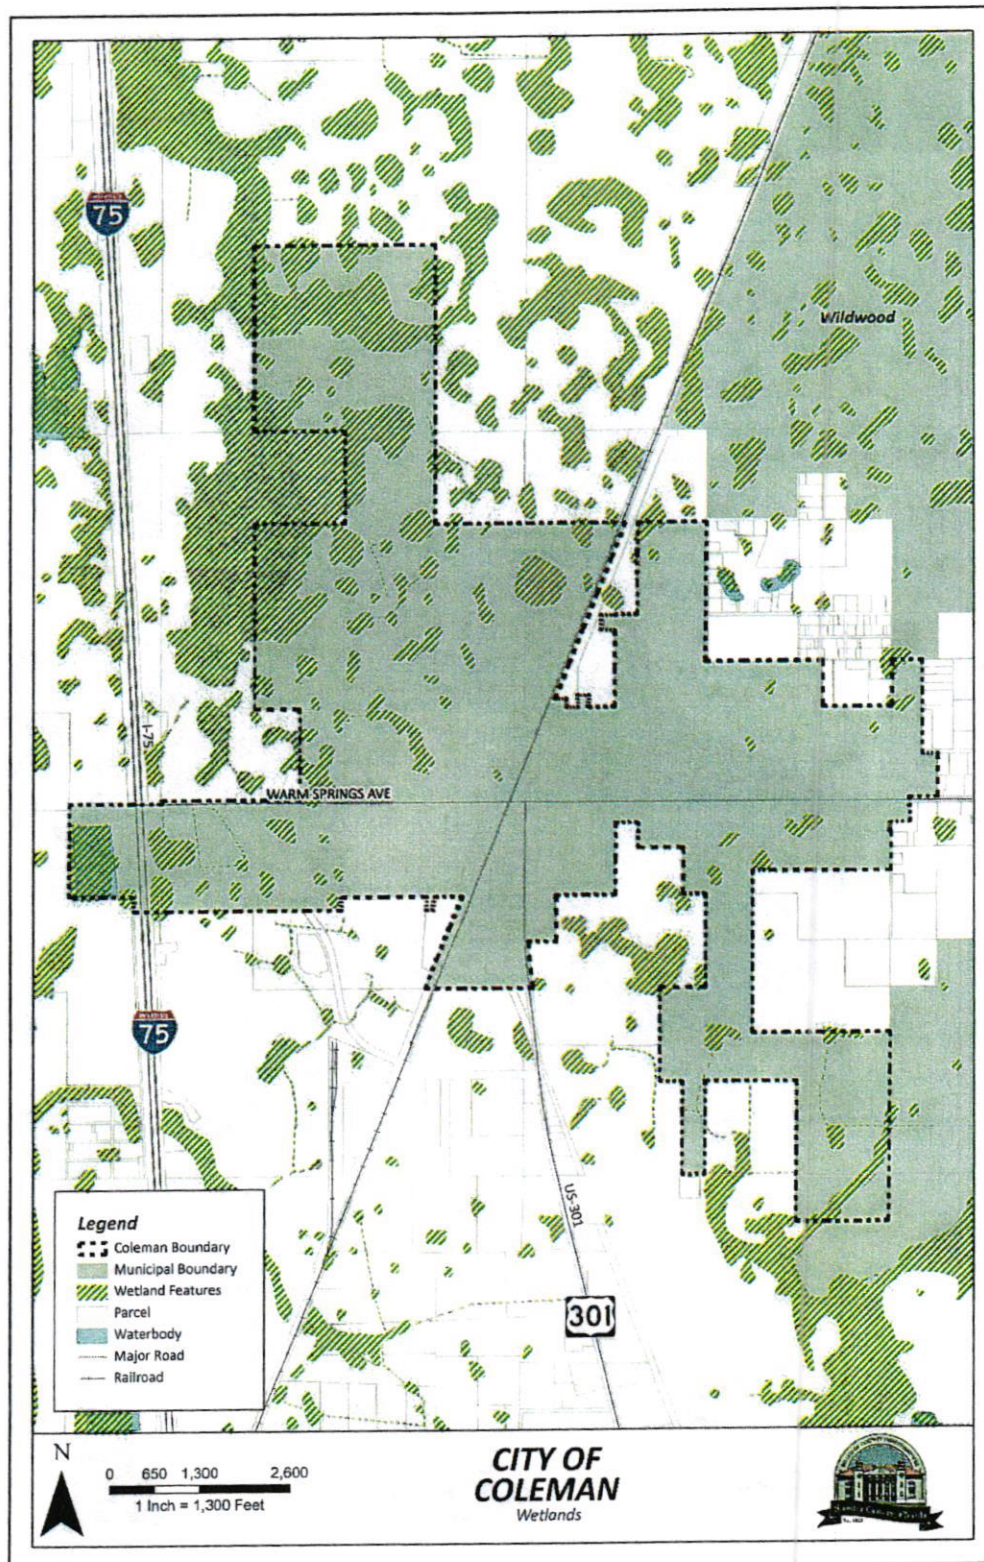 75
Wildwood
I-75
WARM SPRINGS AVE
75
US-301
301
Legend
Coleman Boundary
Municipal Boundary
Wetland Features
Parcel
Waterbody
Major Road
Railroad
N
0 650 1,300 2,600
1 Inch = 1,300 Feet
CITY OF
COLEMAN
Wetlands